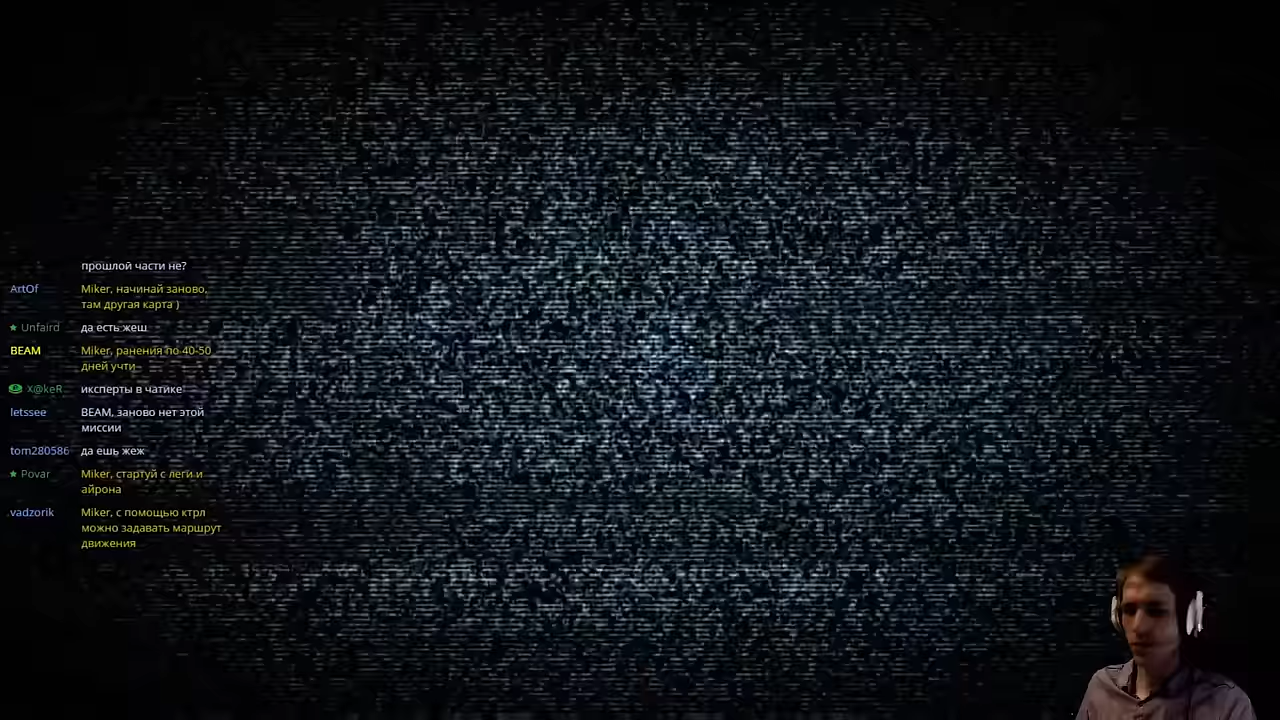 прошлой части не?
ArtOf Miker, начинай заново,
там другая карта )
Unfaird да есть жеш
BEAM Miker, ранения по 40-50
дней учти
X@keR иксперты в чатике
letssee BEAM, заново нет этой
миссии
tom280586 да ешь жеж
Povar Miker, стартуй с леги и
айрона
vadzorik Miker, с помощью ктрл
можно задавать маршрут
движения